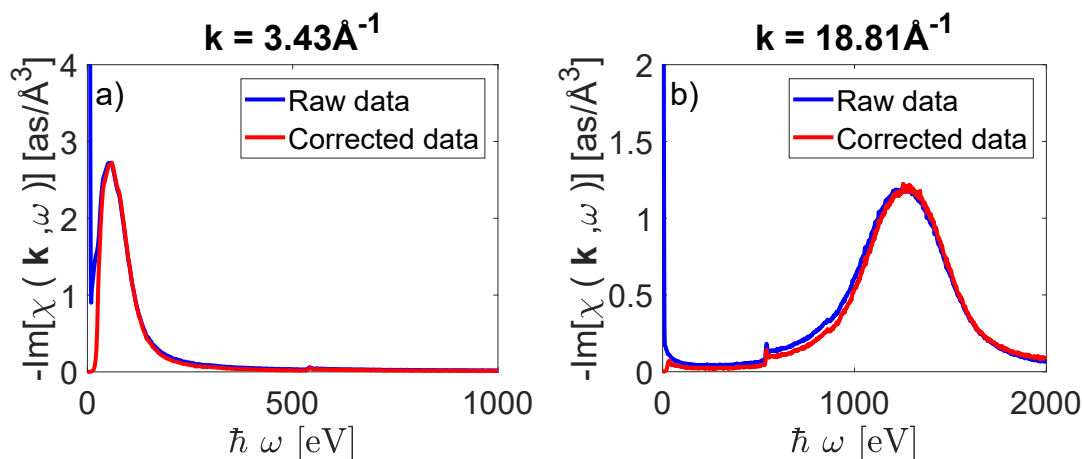 k = 3.43Å⁻¹
a)
Raw data
Corrected data
4
3
2
1
0
-Im[χ ( k ,ω )] [as/Å³]
0
500
1000
ħ ω [eV]
k = 18.81Å⁻¹
b)
Raw data
Corrected data
2
1.5
1
0.5
0
-Im[χ ( k ,ω )] [as/Å³]
0
1000
2000
ħ ω [eV]